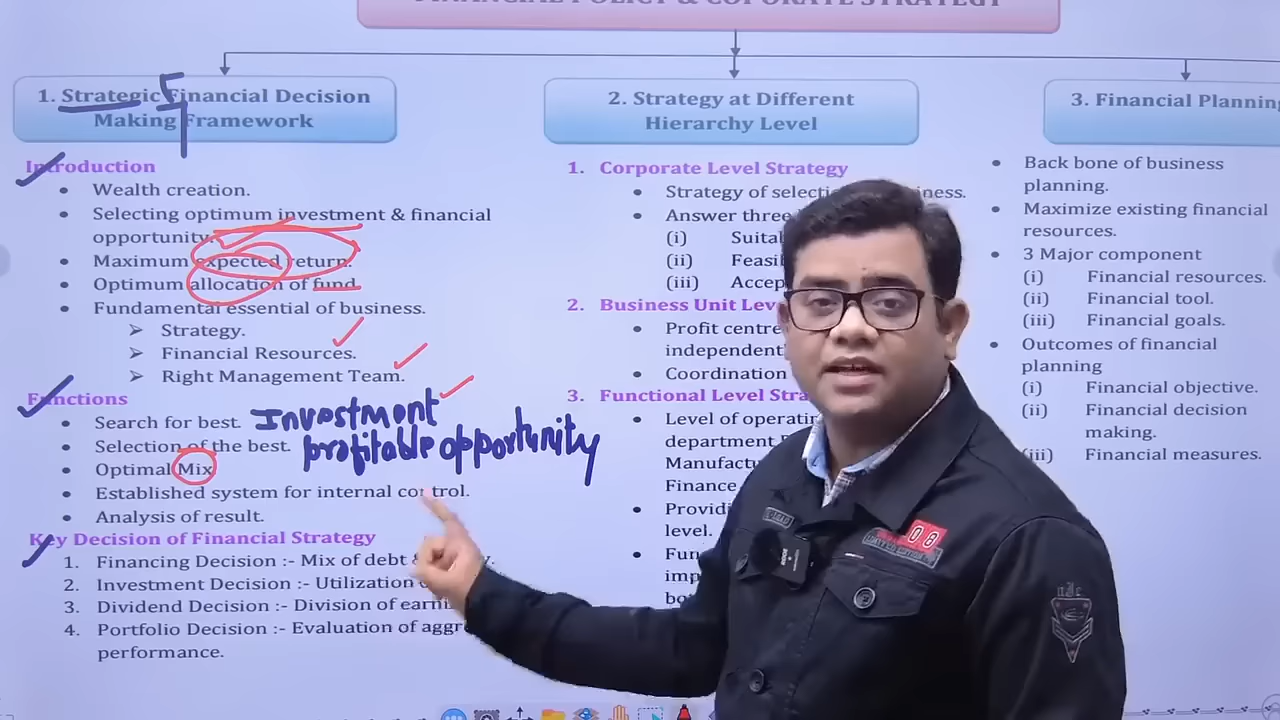 FINANCIAL POLICY & COPORATE STRATEGY
1. Strategic Financial Decision
Making Framework
Introduction
• Wealth creation.
• Selecting optimum investment & financial
opportunity.
• Maximum expected return.
• Optimum allocation of fund.
• Fundamental essential of business.
➢ Strategy.
➢ Financial Resources.
➢ Right Management Team.
Functions
• Search for best. Investment
• Selection of the best. profitable opportunity
• Optimal Mix
• Established system for internal control.
• Analysis of result.
Key Decision of Financial Strategy
1. Financing Decision :- Mix of debt
2. Investment Decision :- Utilization
3. Dividend Decision :- Division of
4. Portfolio Decision :- Evaluation of
performance.
2. Strategy at Different
Hierarchy Level
1. Corporate Level Strategy
• Strategy of
• Answer three
(i)
(ii)
(iii)
2. Business Unit
• Profit centre
• Coordination
3. Functional Level
• Level of
department
Finance
•
level.
•
3. Financial Planning
• Back bone of business
planning.
• Maximize existing financial
resources.
• 3 Major component
(i) Financial resources.
(ii) Financial tool.
(iii) Financial goals.
• Outcomes of financial
planning
(i) Financial objective.
(ii) Financial decision
making.
(iii) Financial measures.
08